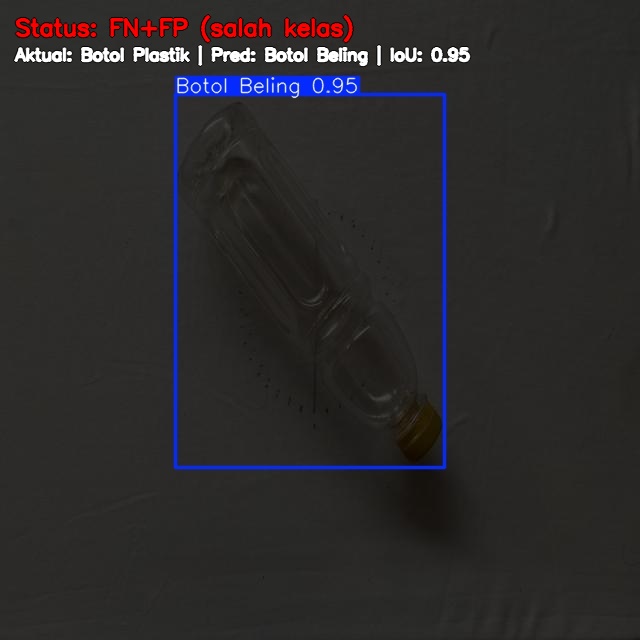 Status: FN+FP (salah kelas)
Aktual: Botol Plastik | Pred: Botol Beling | IoU: 0.95
Botol Beling 0.95